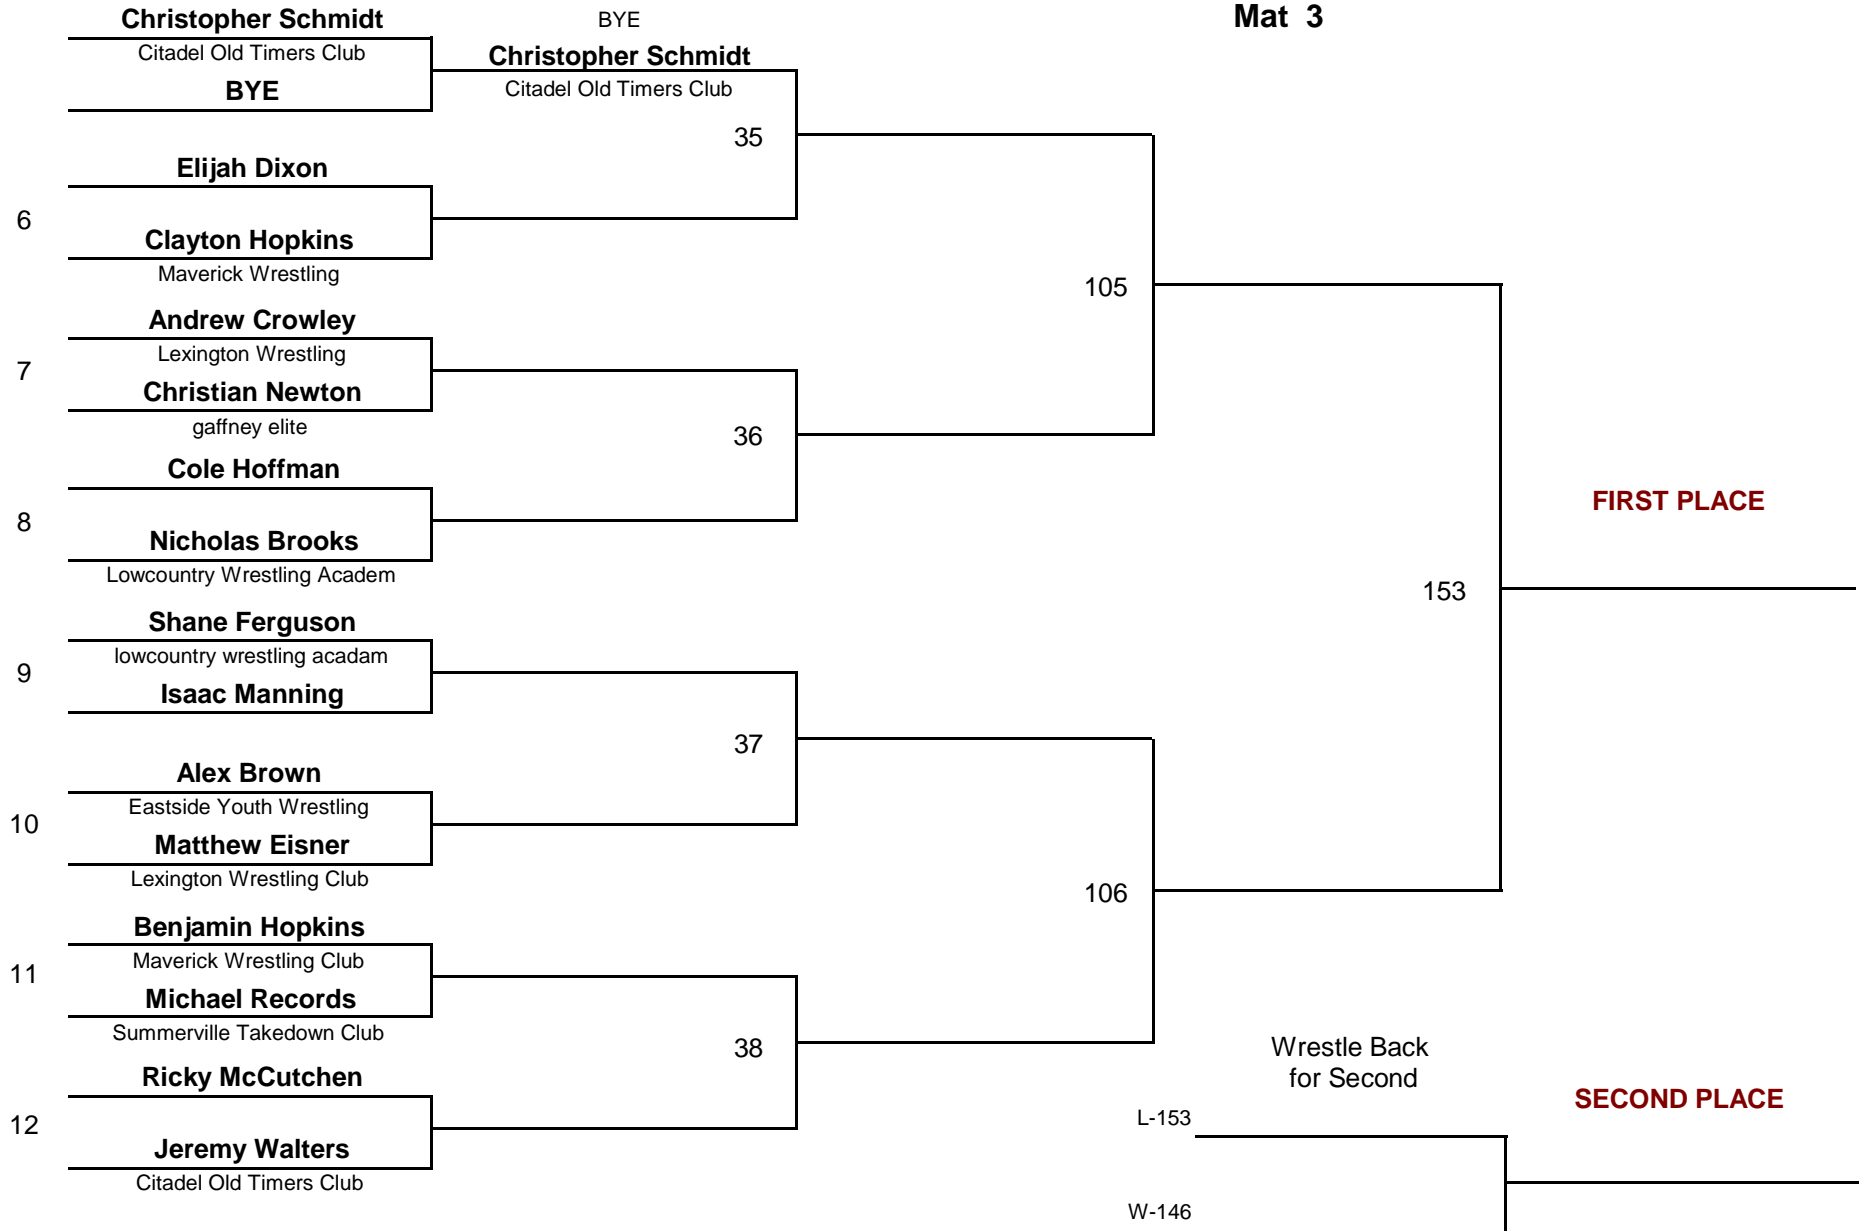 Christopher Schmidt
BYE
Mat 3
Citadel Old Timers Club
Christopher Schmidt
BYE
Citadel Old Timers Club
35
Elijah Dixon
6
Clayton Hopkins
Maverick Wrestling
105
Andrew Crowley
Lexington Wrestling
7
Christian Newton
gaffney elite
36
Cole Hoffman
FIRST PLACE
8
Nicholas Brooks
Lowcountry Wrestling Academ
153
Shane Ferguson
lowcountry wrestling acadam
9
Isaac Manning
37
Alex Brown
Eastside Youth Wrestling
10
Matthew Eisner
Lexington Wrestling Club
106
Benjamin Hopkins
Maverick Wrestling Club
11
Michael Records
Summerville Takedown Club
38
Wrestle Back
for Second
Ricky McCutchen
SECOND PLACE
L-153
12
Jeremy Walters
Citadel Old Timers Club
W-146